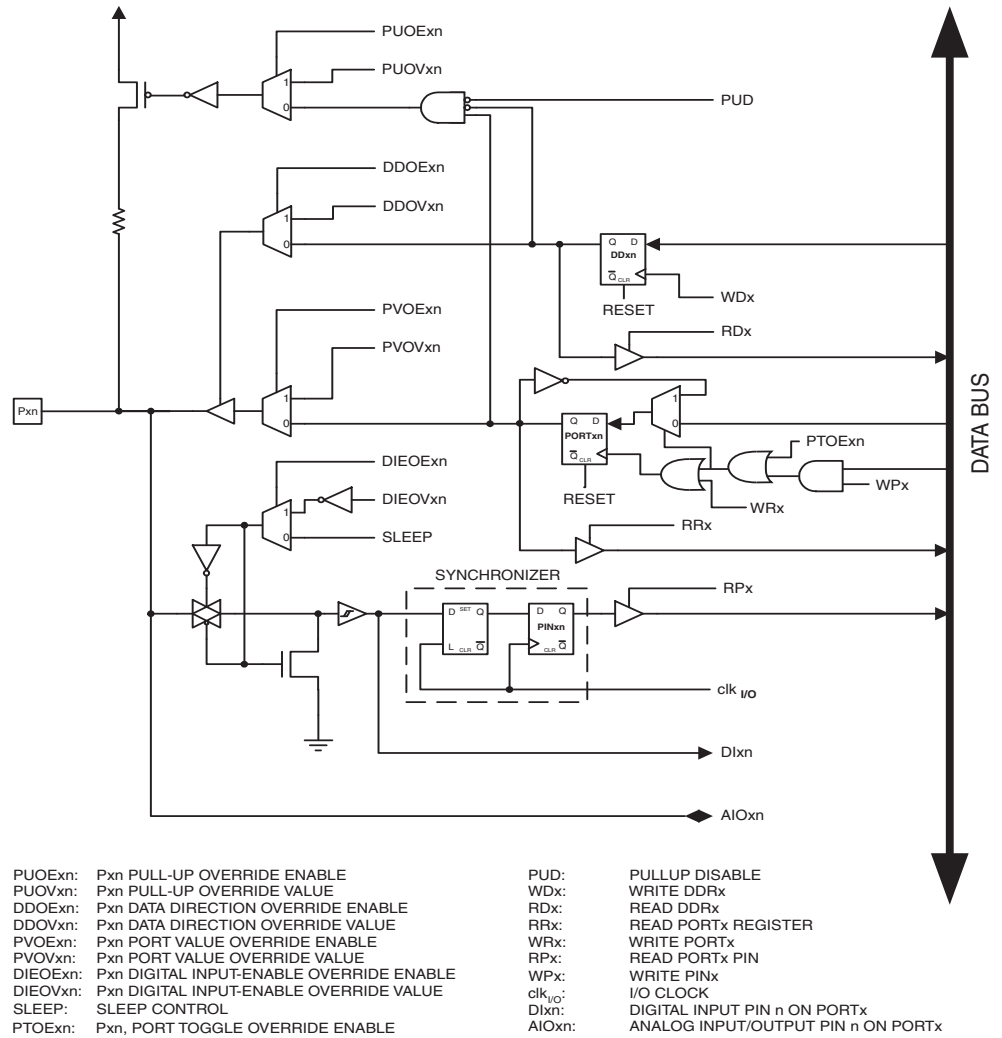 PUOExn
PUOVxn
1
0
PUD
DDOExn
DDOVxn
1
0
Q D
DDxn
Q CLR
WDx
RESET
RDx
PVOExn
PVOVxn
1
0
Pxn
1
0
Q D
PORTxn
Q CLR
RESET
PTOExn
WPx
WRx
RRx
DATA BUS
DIEOExn
DIEOVxn
1
0
SLEEP
SYNCHRONIZER
D SET Q
L CLR Q
D Q
PINxn
CLR Q
RPx
clk I/O
DIxn
AIOxn
PUOExn: Pxn PULL-UP OVERRIDE ENABLE
PUOVxn: Pxn PULL-UP OVERRIDE VALUE
DDOExn: Pxn DATA DIRECTION OVERRIDE ENABLE
DDOVxn: Pxn DATA DIRECTION OVERRIDE VALUE
PVOExn: Pxn PORT VALUE OVERRIDE ENABLE
PVOVxn: Pxn PORT VALUE OVERRIDE VALUE
DIEOExn: Pxn DIGITAL INPUT-ENABLE OVERRIDE ENABLE
DIEOVxn: Pxn DIGITAL INPUT-ENABLE OVERRIDE VALUE
SLEEP: SLEEP CONTROL
PTOExn: Pxn, PORT TOGGLE OVERRIDE ENABLE
PUD: PULLUP DISABLE
WDx: WRITE DDRx
RDx: READ DDRx
RRx: READ PORTx REGISTER
WRx: WRITE PORTx
RPx: READ PORTx PIN
WPx: WRITE PINx
clkI/O: I/O CLOCK
DIxn: DIGITAL INPUT PIN n ON PORTx
AIOxn: ANALOG INPUT/OUTPUT PIN n ON PORTx